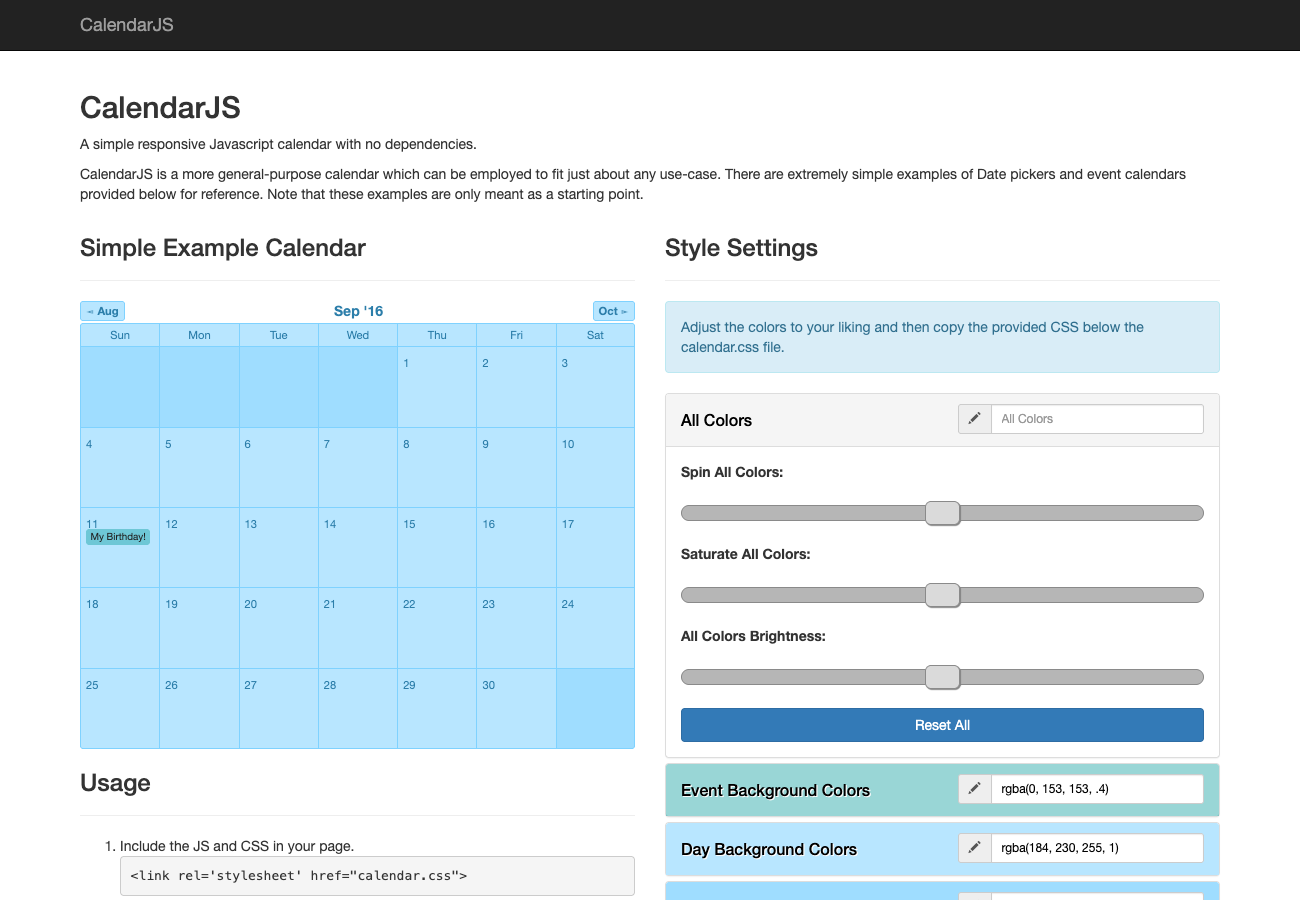 CalendarJS
CalendarJS
A simple responsive Javascript calendar with no dependencies.
CalendarJS is a more general-purpose calendar which can be employed to fit just about any use-case. There are extremely simple examples of Date pickers and event calendars
provided below for reference. Note that these examples are only meant as a starting point.
Simple Example Calendar
Aug Sep '16 Oct
Sun Mon Tue Wed Thu Fri Sat
1 2 3
4 5 6 7 8 9 10
11 12 13 14 15 16 17
My Birthday!
18 19 20 21 22 23 24
25 26 27 28 29 30
Usage
1. Include the JS and CSS in your page.
<link rel='stylesheet' href="calendar.css">
Style Settings
Adjust the colors to your liking and then copy the provided CSS below the
calendar.css file.
All Colors All Colors
Spin All Colors:
Saturate All Colors:
All Colors Brightness:
Reset All
Event Background Colors rgba(0, 153, 153, .4)
Day Background Colors rgba(184, 230, 255, 1)